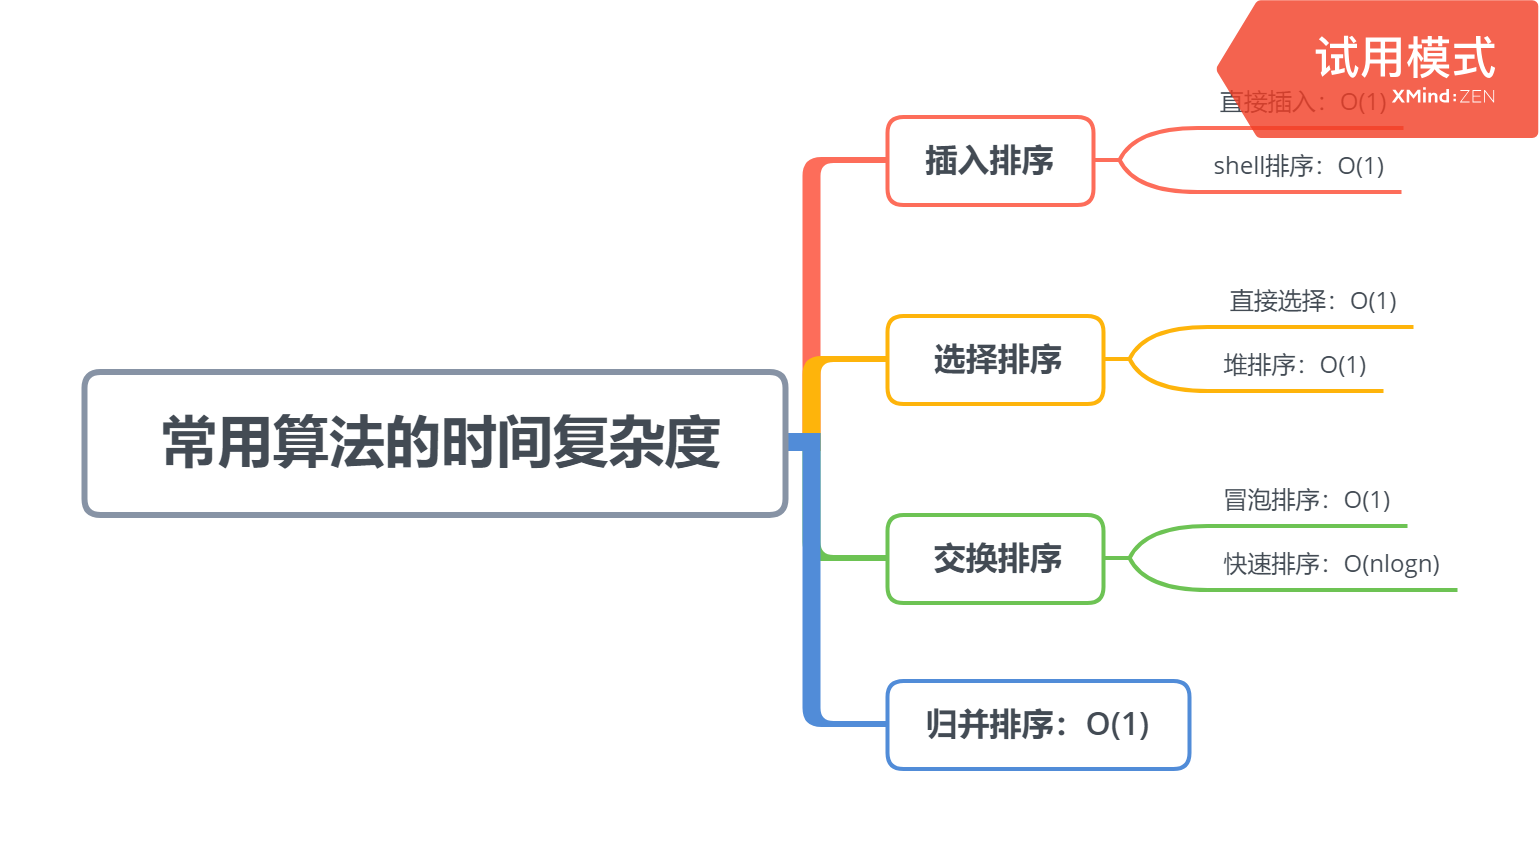 试用模式
XMind:ZEN
直接插入：O(1)
插入排序
shell排序：O(1)
直接选择：O(1)
选择排序
堆排序：O(1)
常用算法的时间复杂度
冒泡排序：O(1)
交换排序
快速排序：O(nlogn)
归并排序：O(1)